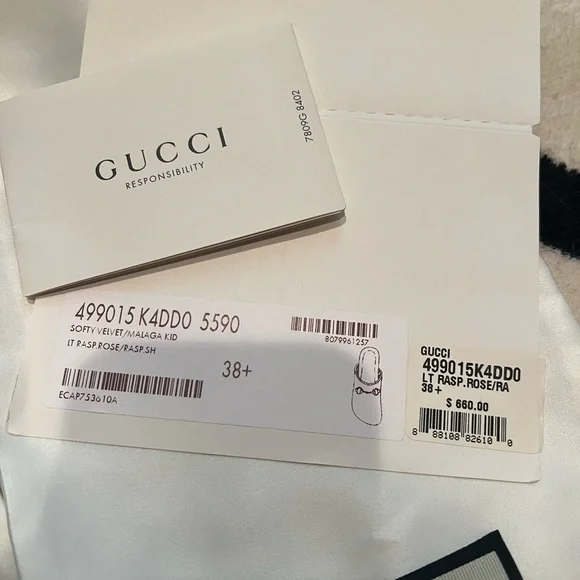 GUCCI
RESPONSIBILITY
7809G 8402
499015 K4DD0 5590
SOFTY VELVET/MALAGA KID
LT RASP.ROSE/RASP.SH
8079961257
38+
ECAP753610A
GUCCI
499015K4DD0
LT RASP.ROSE/RA
38+
$ 660.00
8 88108 82610 0